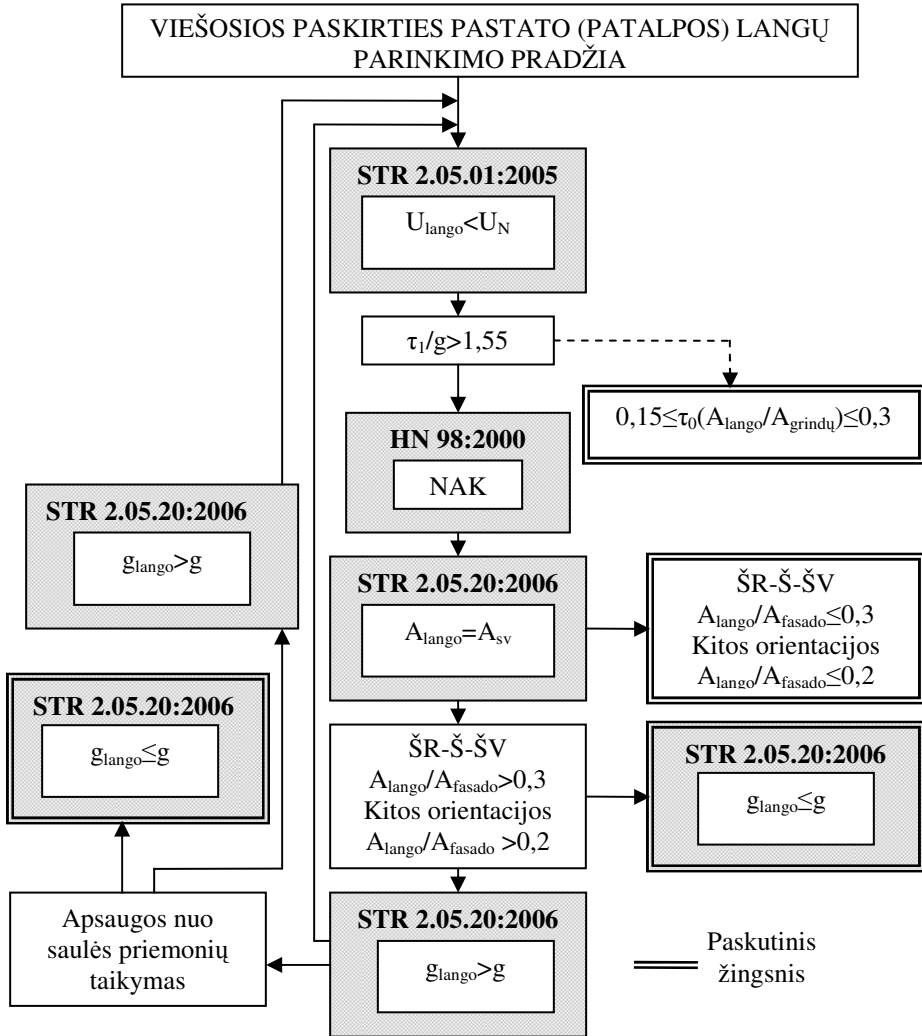 VIEŠOSIOS PASKIRTIES PASTATO (PATALPOS) LANGŲ
PARINKIMO PRADŽIA
STR 2.05.01:2005
U_lango<U_N
τ₁/g>1,55
0,15≤τ₀(A_lango/A_grindų)≤0,3
HN 98:2000
NAK
STR 2.05.20:2006
g_lango>g
STR 2.05.20:2006
A_lango=A_sv
ŠR-Š-ŠV
A_lango/A_fasado≤0,3
Kitos orientacijos
A_lango/A_fasado≤0,2
STR 2.05.20:2006
g_lango≤g
ŠR-Š-ŠV
A_lango/A_fasado>0,3
Kitos orientacijos
A_lango/A_fasado >0,2
STR 2.05.20:2006
g_lango≤g
Apsaugos nuo
saulės priemonių
taikymas
STR 2.05.20:2006
g_lango>g
Paskutinis
žingsnis